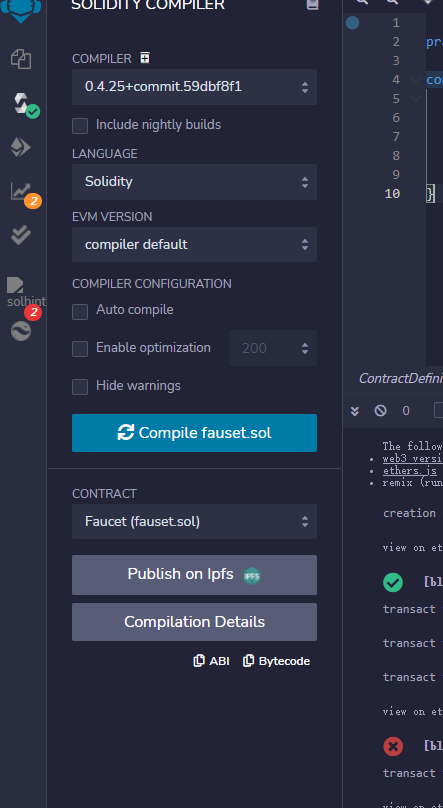 SOLIDITY COMPILER
COMPILER
0.4.25+commit.59dbf8f1
Include nightly builds
LANGUAGE
Solidity
EVM VERSION
compiler default
COMPILER CONFIGURATION
Auto compile
Enable optimization
200
Hide warnings
Compile fauset.sol
CONTRACT
Faucet (fauset.sol)
Publish on Ipfs
IPFS
Compilation Details
ABI
Bytecode
2
solhint
2
1
2 pra
3
4 con
5
6
7
8
9
10 }
ContractDefini
0
The follow
web3 versi
ethers.js
remix (run
creation
view on et
[bl
transact
transact
transact
view on et
[bl
transact
view on et